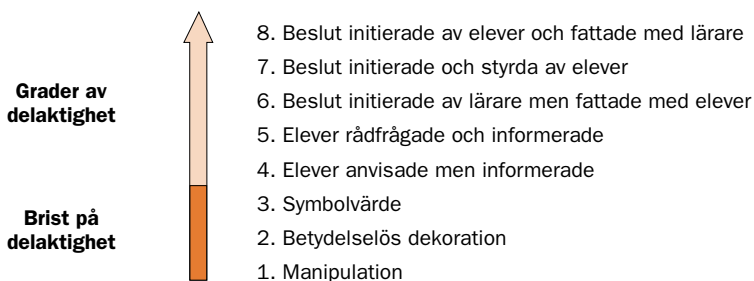 8. Beslut initierade av elever och fattade med lärare
7. Beslut initierade och styrda av elever
Grader av
delaktighet
6. Beslut initierade av lärare men fattade med elever
5. Elever rådfrågade och informerade
4. Elever anvisade men informerade
3. Symbolvärde
Brist på
delaktighet
2. Betydelselös dekoration
1. Manipulation